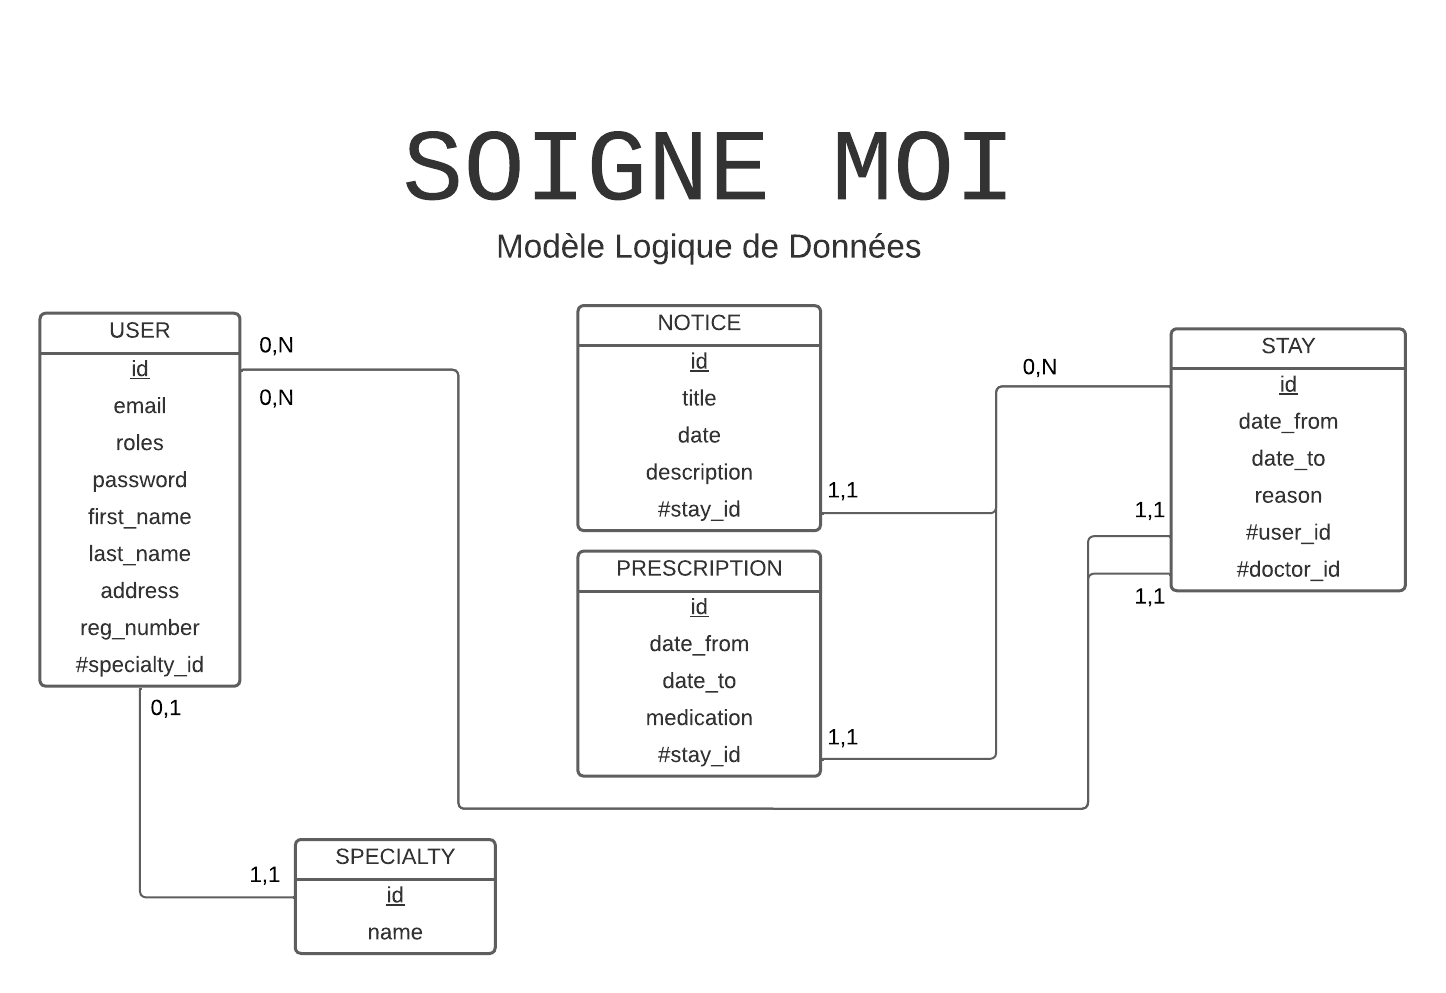 SOIGNE MOI
Modèle Logique de Données
USER
id
email
roles
password
first_name
last_name
address
reg_number
#specialty_id
0,N
0,N
0,1
NOTICE
id
title
date
description
#stay_id
1,1
PRESCRIPTION
id
date_from
date_to
medication
#stay_id
1,1
0,N
STAY
id
date_from
date_to
reason
#user_id
#doctor_id
1,1
1,1
1,1
SPECIALTY
id
name